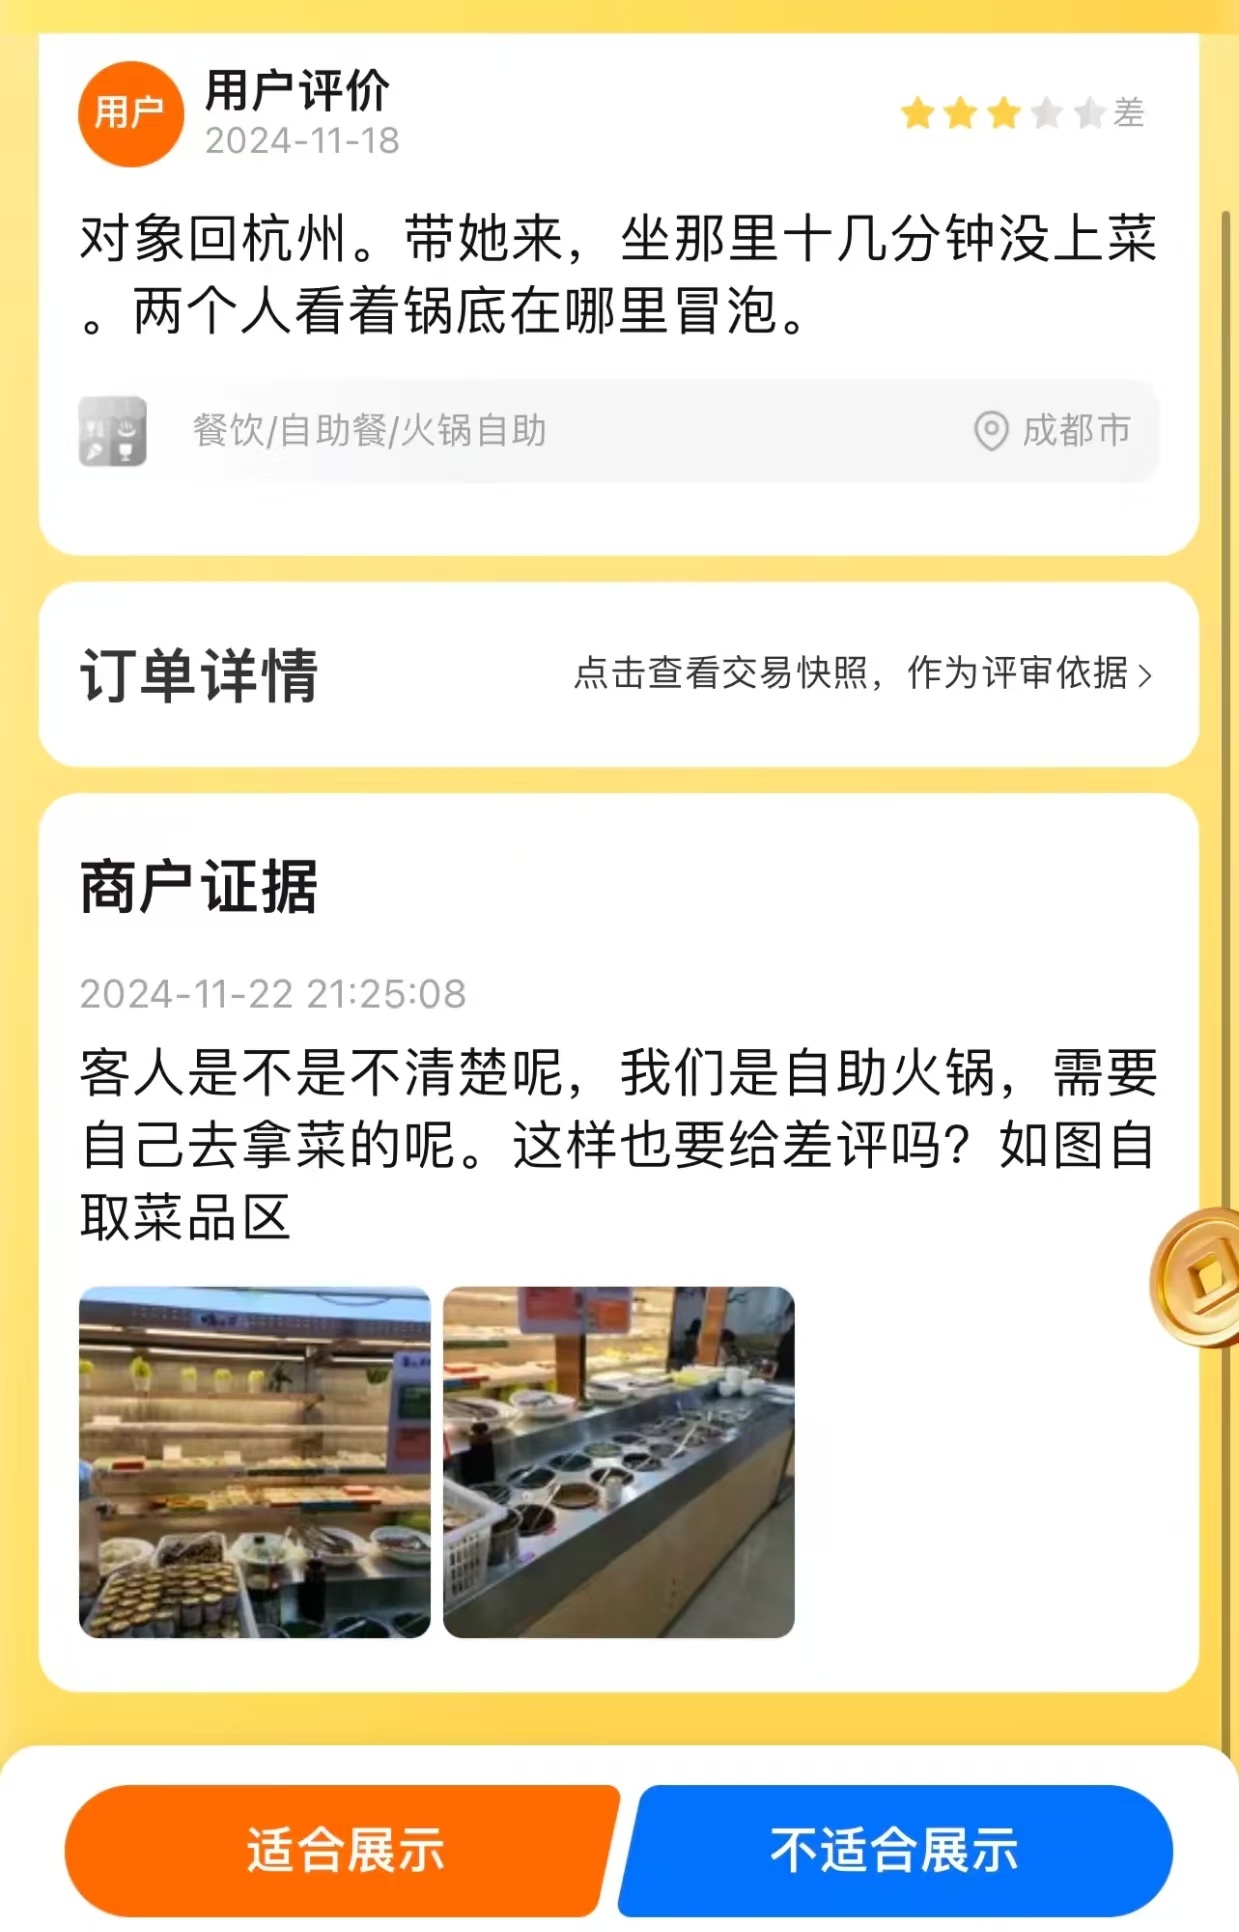 用户
用户评价
2024-11-18
差
对象回杭州。带她来，坐那里十几分钟没上菜
。两个人看着锅底在哪里冒泡。
餐饮/自助餐/火锅自助
成都市
订单详情
点击查看交易快照，作为评审依据>
商户证据
2024-11-22 21:25:08
客人是不是不清楚呢，我们是自助火锅，需要
自己去拿菜的呢。这样也要给差评吗？如图自
取菜品区
适合展示
不适合展示